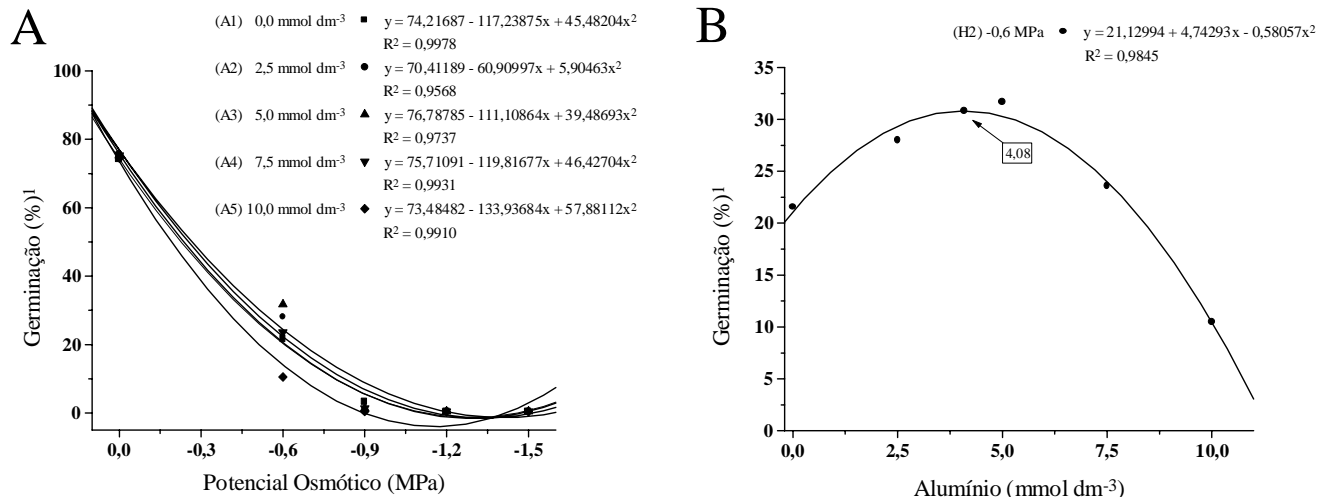 A
(A1) 0,0 mmol dm-3 ■ y = 74,21687 - 117,23875x + 45,48204x²
R² = 0,9978
(A2) 2,5 mmol dm-3 ● y = 70,41189 - 60,90997x + 5,90463x²
R² = 0,9568
(A3) 5,0 mmol dm-3 ▲ y = 76,78785 - 111,10864x + 39,48693x²
R² = 0,9737
(A4) 7,5 mmol dm-3 ▼ y = 75,71091 - 119,81677x + 46,42704x²
R² = 0,9931
(A5) 10,0 mmol dm-3 ◆ y = 73,48482 - 133,93684x + 57,88112x²
R² = 0,9910
100
80
60
40
20
0
Germinação (%)¹
0,0 -0,3 -0,6 -0,9 -1,2 -1,5
Potencial Osmótico (MPa)
B
(H2) -0,6 MPa ● y = 21,12994 + 4,74293x - 0,58057x²
R² = 0,9845
35
30
25
20
15
10
5
0
Germinação (%)¹
4,08
0,0 2,5 5,0 7,5 10,0
Alumínio (mmol dm-3)